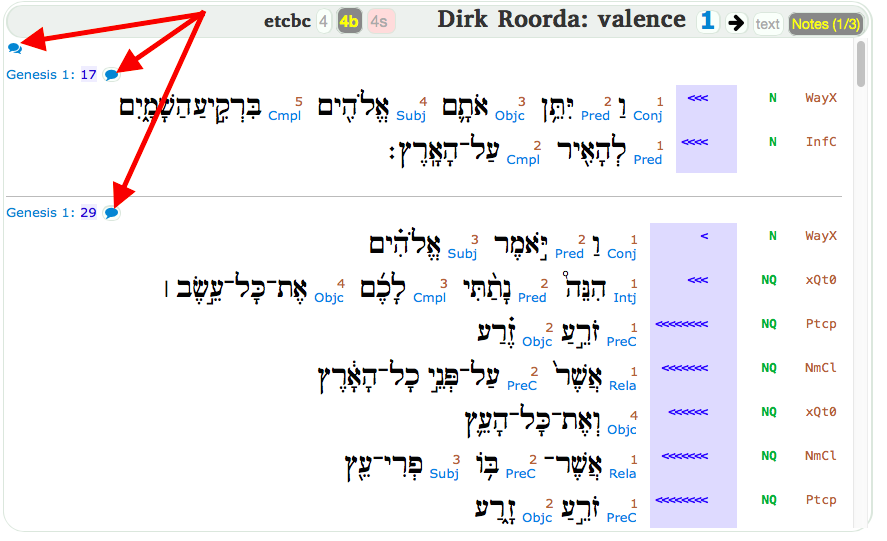 etcbc 4 4b 4s Dirk Roorda: valence 1 ➔ text Notes (1/3)
Genesis 1: 17
<<< N WayX
1 Conj וַ 2 Pred יִּתֵּ֥ן 3 Objc אֹתָ֛ם 4 Subj אֱלֹהִ֖ים 5 Cmpl בִּרְקִ֣יעַ הַשָּׁמָ֑יִם
<<<< N InfC
1 Pred לְהָאִ֖יר 2 Cmpl עַל־הָאָֽרֶץ׃
Genesis 1: 29
< N WayX
1 Conj וַ 2 Pred יֹּ֣אמֶר 3 Subj אֱלֹהִ֗ים
<<< NQ xQt0
1 Intj הִנֵּה֩ 2 Pred נָתַ֨תִּי 3 Cmpl לָכֶ֜ם 4 Objc אֶת־כָּל־עֵ֣שֶׂב ׀
<<<<<<<< NQ Ptcp
1 PreC זֹרֵ֣עַ 2 Objc זֶ֗רַע
<<<<<<< NQ NmCl
1 Rela אֲשֶׁר֙ 2 PreC עַל־פְּנֵ֣י כָל־הָאָ֔רֶץ
<<<<<< NQ xQt0
4 Objc וְאֶת־כָּל־הָעֵ֛ץ
<<<<<<< NQ NmCl
1 Rela אֲשֶׁר־ 2 PreC בּ֥וֹ 3 Subj פְרִי־עֵ֖ץ
<<<<<<<< NQ Ptcp
1 PreC זֹרֵ֣עַ 2 Objc זָ֑רַע